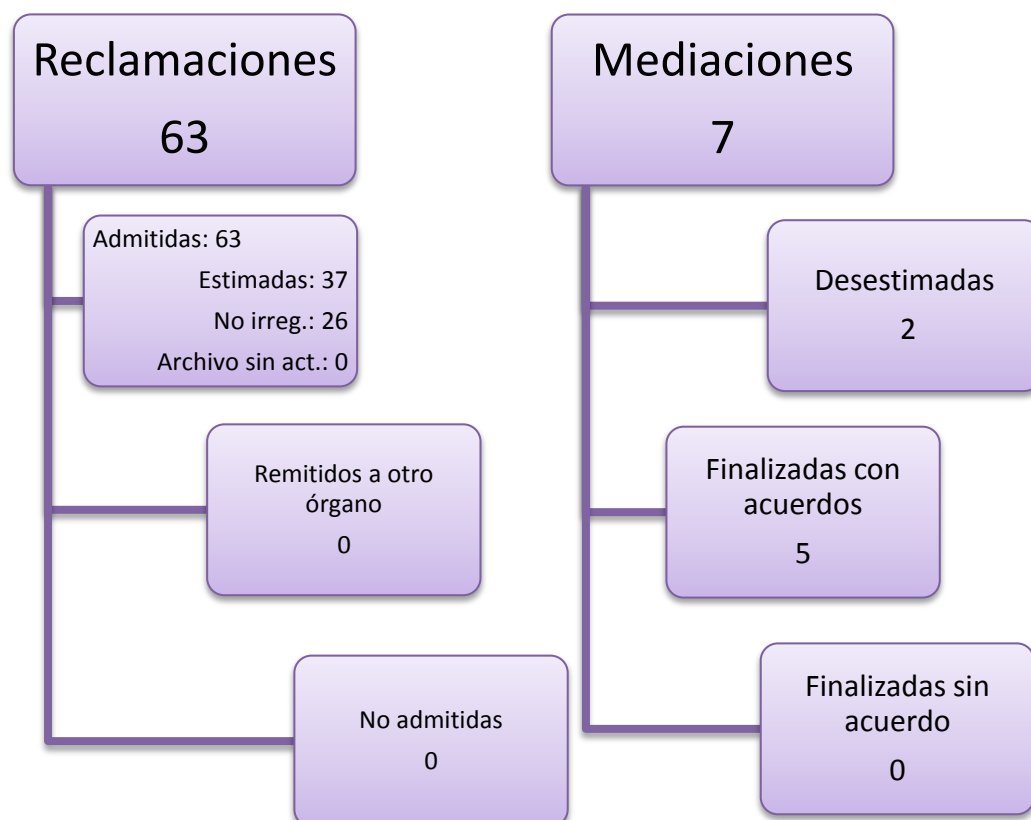 Reclamaciones
63
Admitidas: 63
Estimadas: 37
No irreg.: 26
Archivo sin act.: 0
Remitidos a otro
órgano
0
No admitidas
0
Mediaciones
7
Desestimadas
2
Finalizadas con
acuerdos
5
Finalizadas sin
acuerdo
0